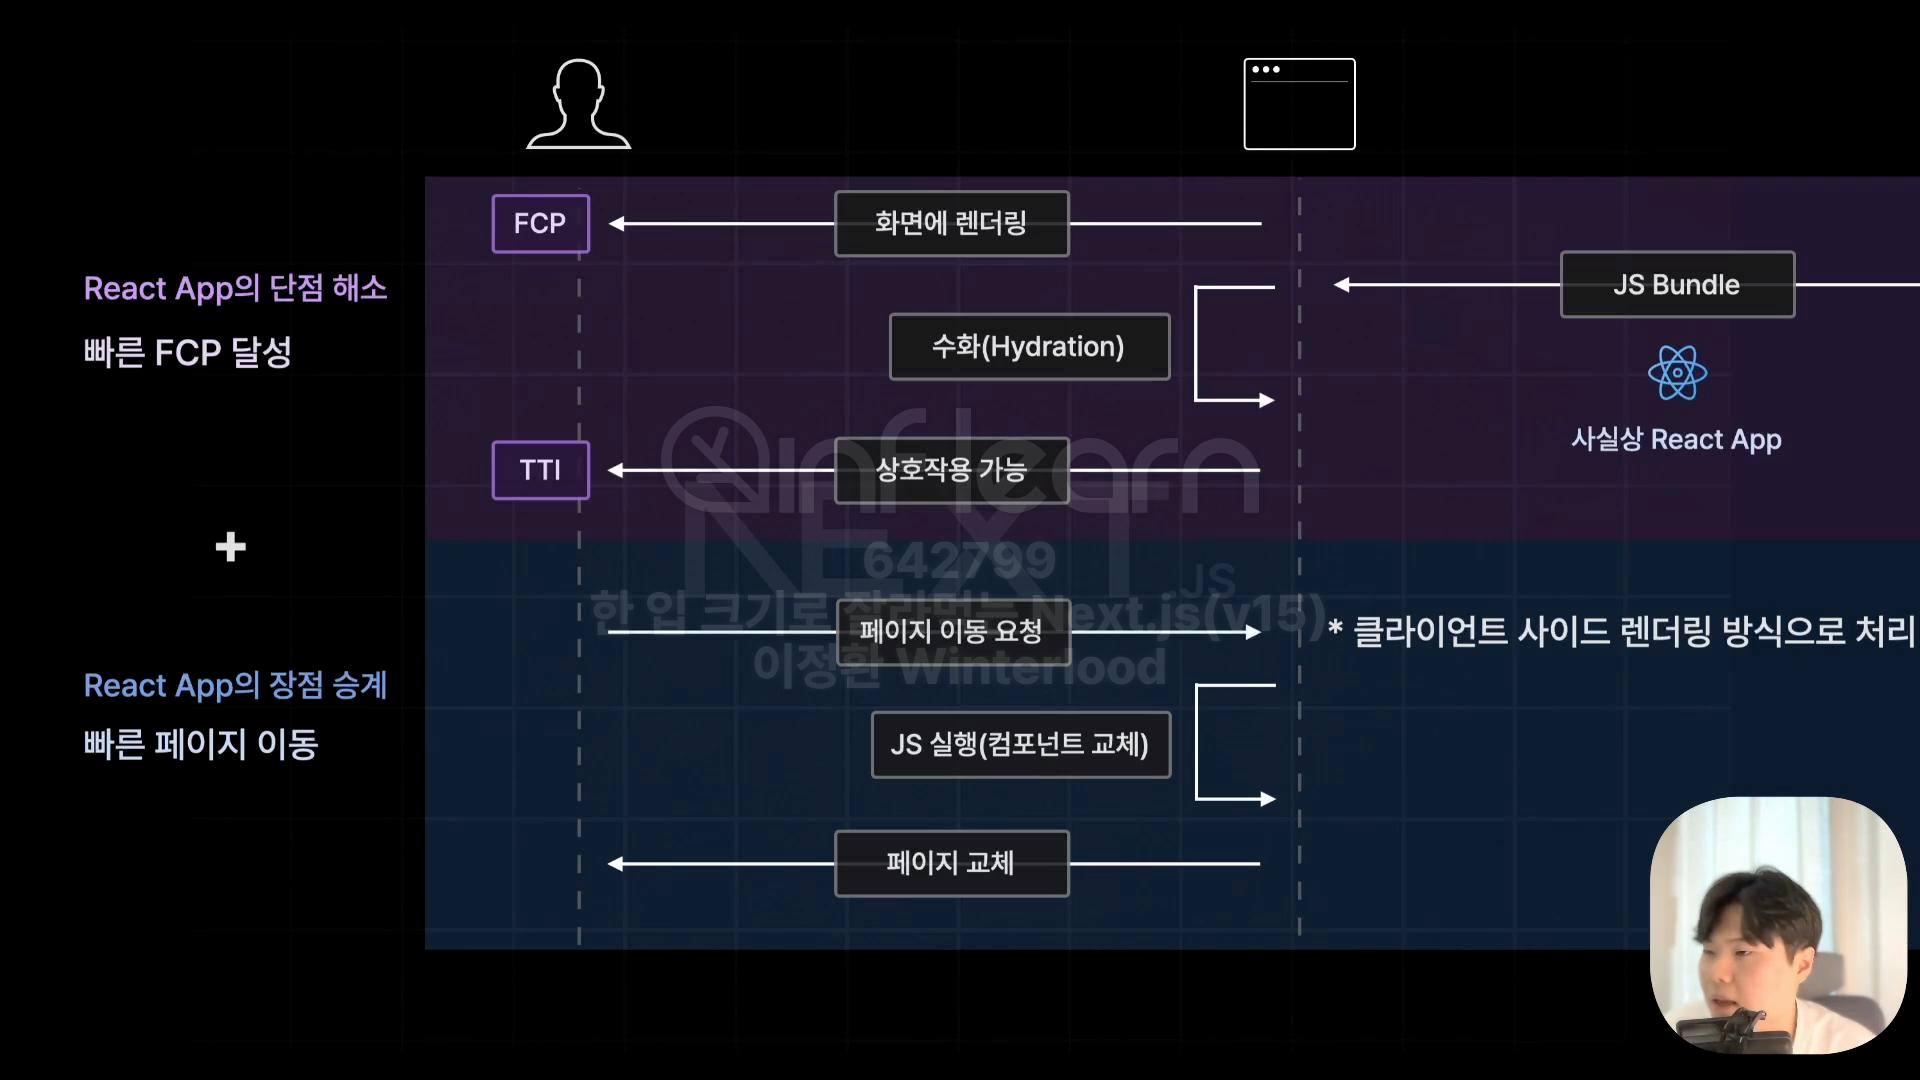 FCP
화면에 렌더링
JS Bundle
React App의 단점 해소
빠른 FCP 달성
수화(Hydration)
사실상 React App
TTI
상호작용 가능
inflearn
NEXT
.JS
642799
한 입 크기로 잘라먹는 Next.js(v15)
페이지 이동 요청
* 클라이언트 사이드 렌더링 방식으로 처리
이정환 Winterlood
React App의 장점 승계
빠른 페이지 이동
JS 실행(컴포넌트 교체)
페이지 교체